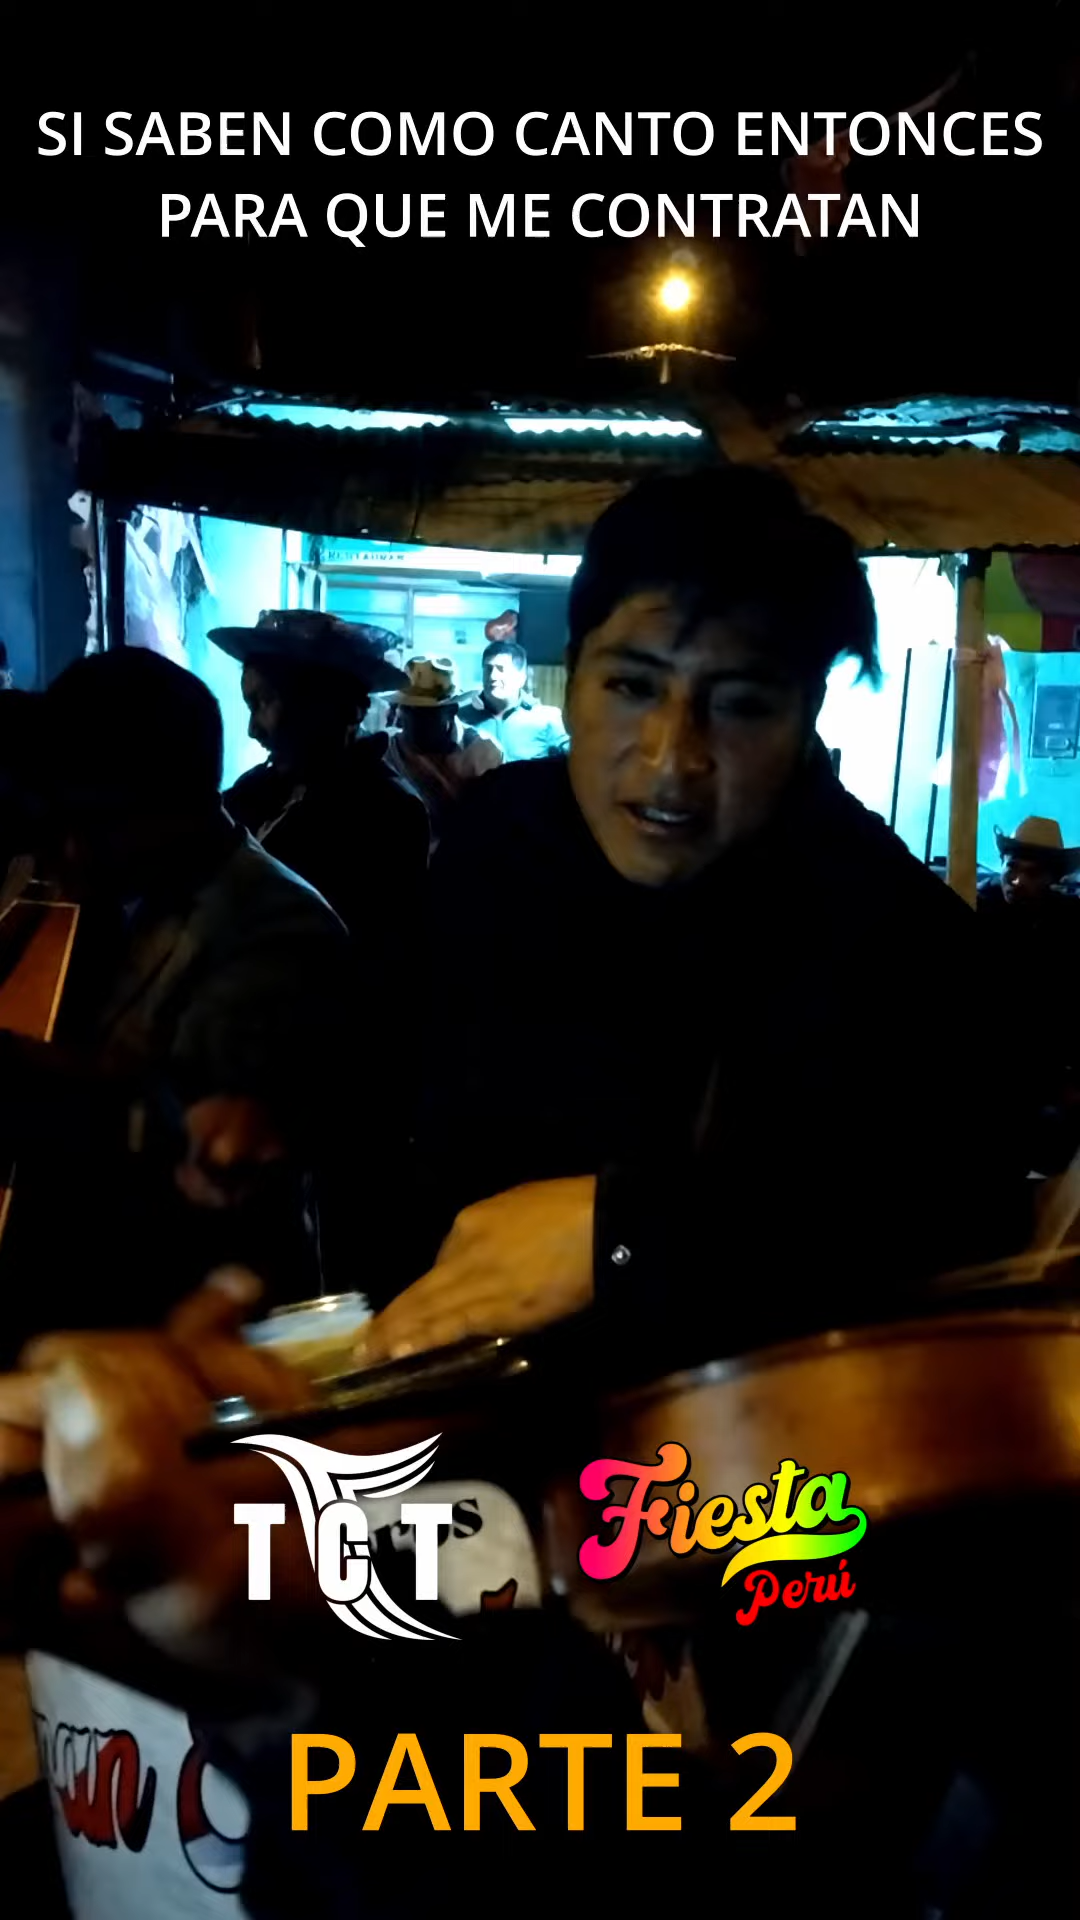 SI SABEN COMO CANTO ENTONCES
PARA QUE ME CONTRATAN
TCT
Fiesta
Perú
PARTE 2